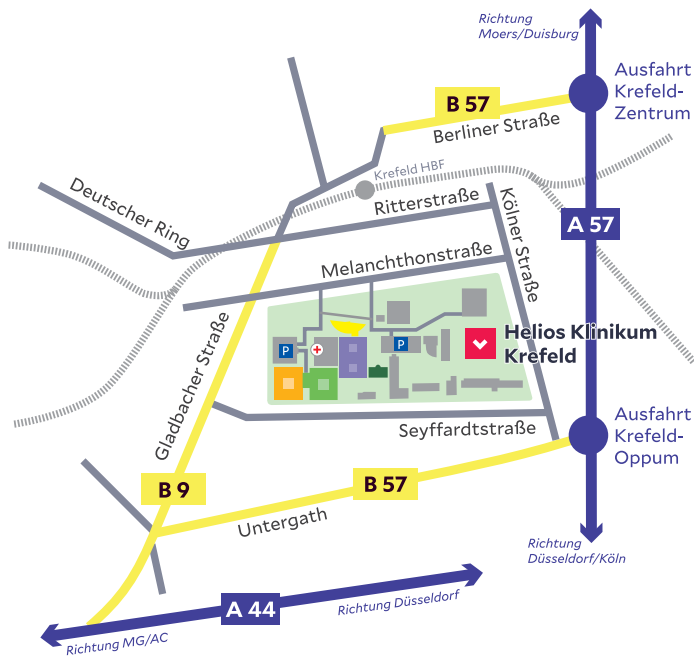 Richtung
Moers/Duisburg
Ausfahrt
Krefeld-
Zentrum
B 57
Berliner Straße
Krefeld HBF
Deutscher Ring
Ritterstraße
Kölner Straße
A 57
Melanchthonstraße
Gladbacher Straße
P
P
Helios Klinikum
Krefeld
Seyffardtstraße
Ausfahrt
Krefeld-
Oppum
B 9
B 57
Untergath
Richtung
Düsseldorf/Köln
A 44
Richtung Düsseldorf
Richtung MG/AC